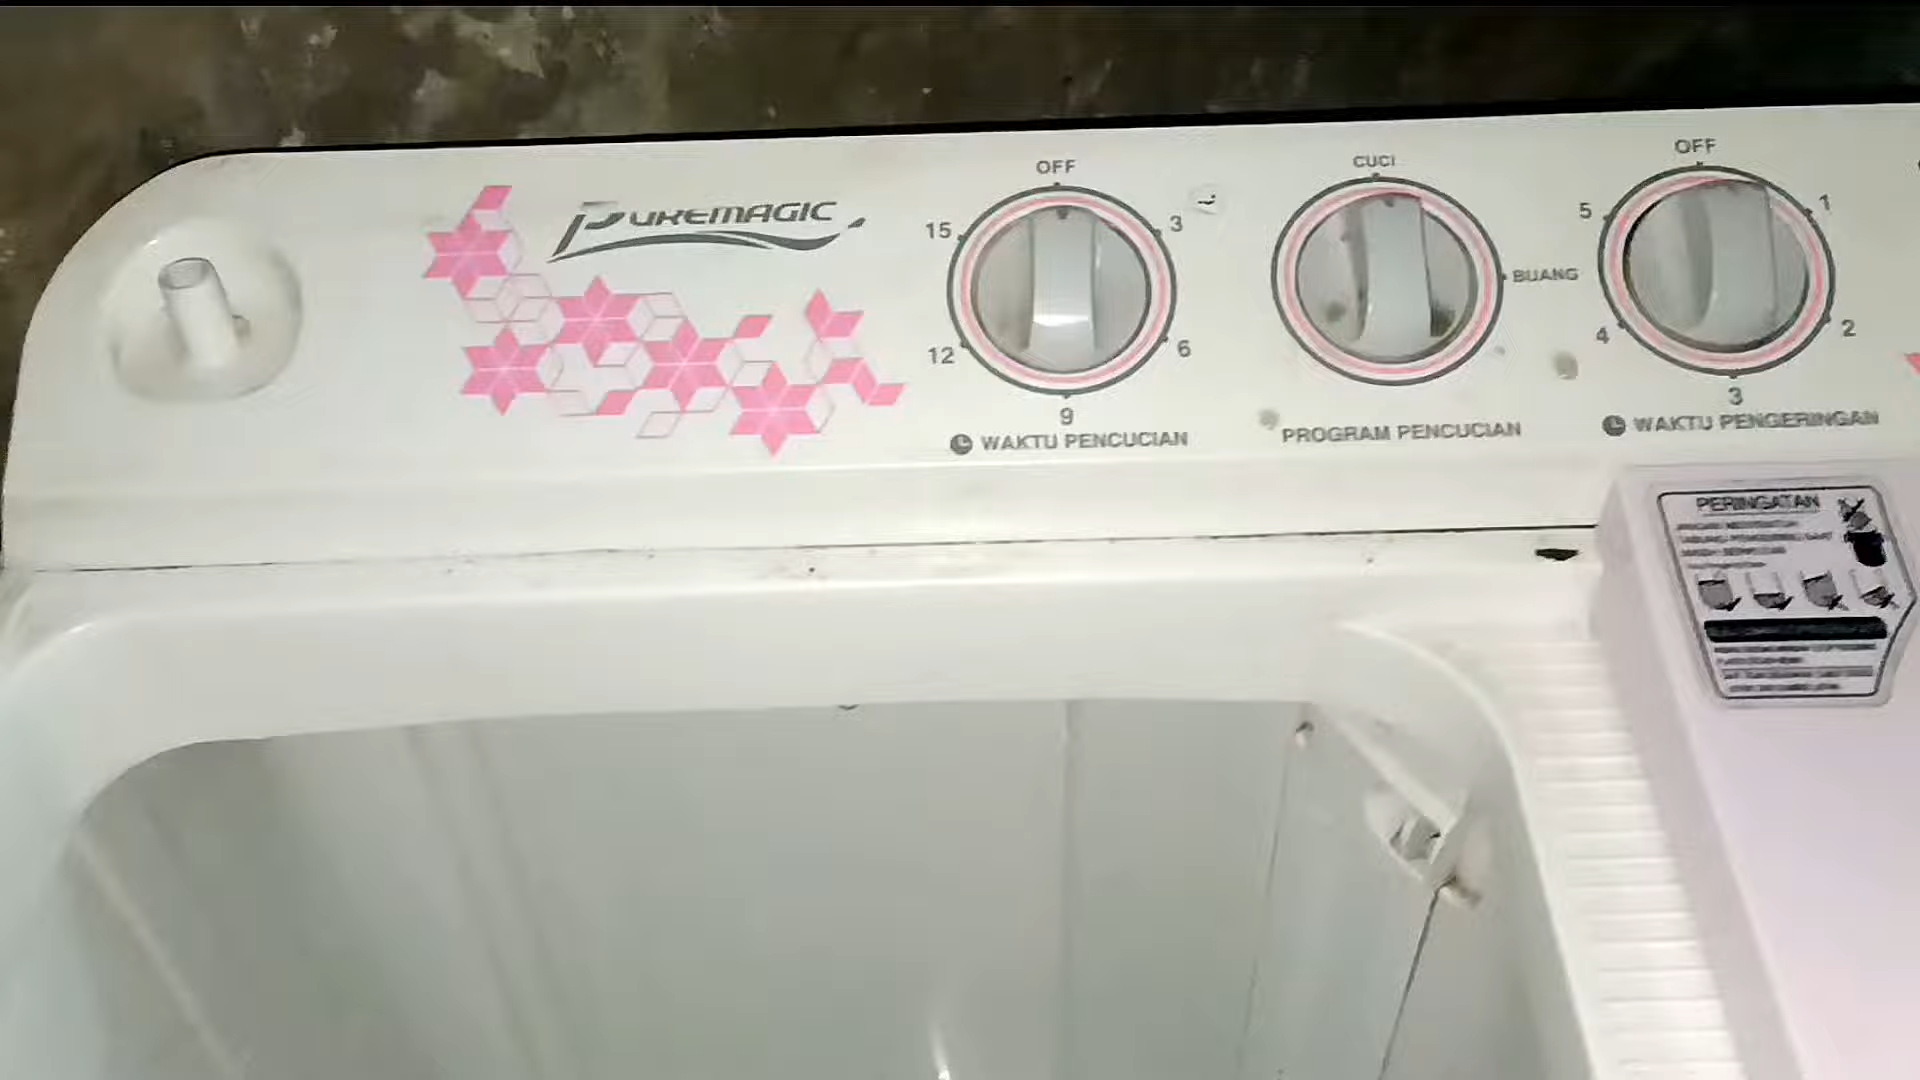 PUREMAGIC
OFF
3
6
9
12
15
WAKTU PENCUCIAN
CUCI
BUANG
PROGRAM PENCUCIAN
OFF
1
2
3
4
5
WAKTU PENGERINGAN
PERINGATAN